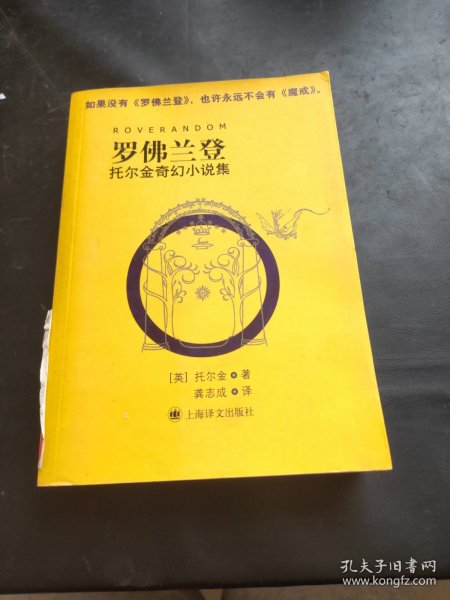 如果没有《罗佛兰登》，也许永远不会有《魔戒》。
ROVERANDOM
罗佛兰登
托尔金奇幻小说集
[英] 托尔金 著
龚志成 译
上海译文出版社
孔夫子旧书网
www.kongfz.com